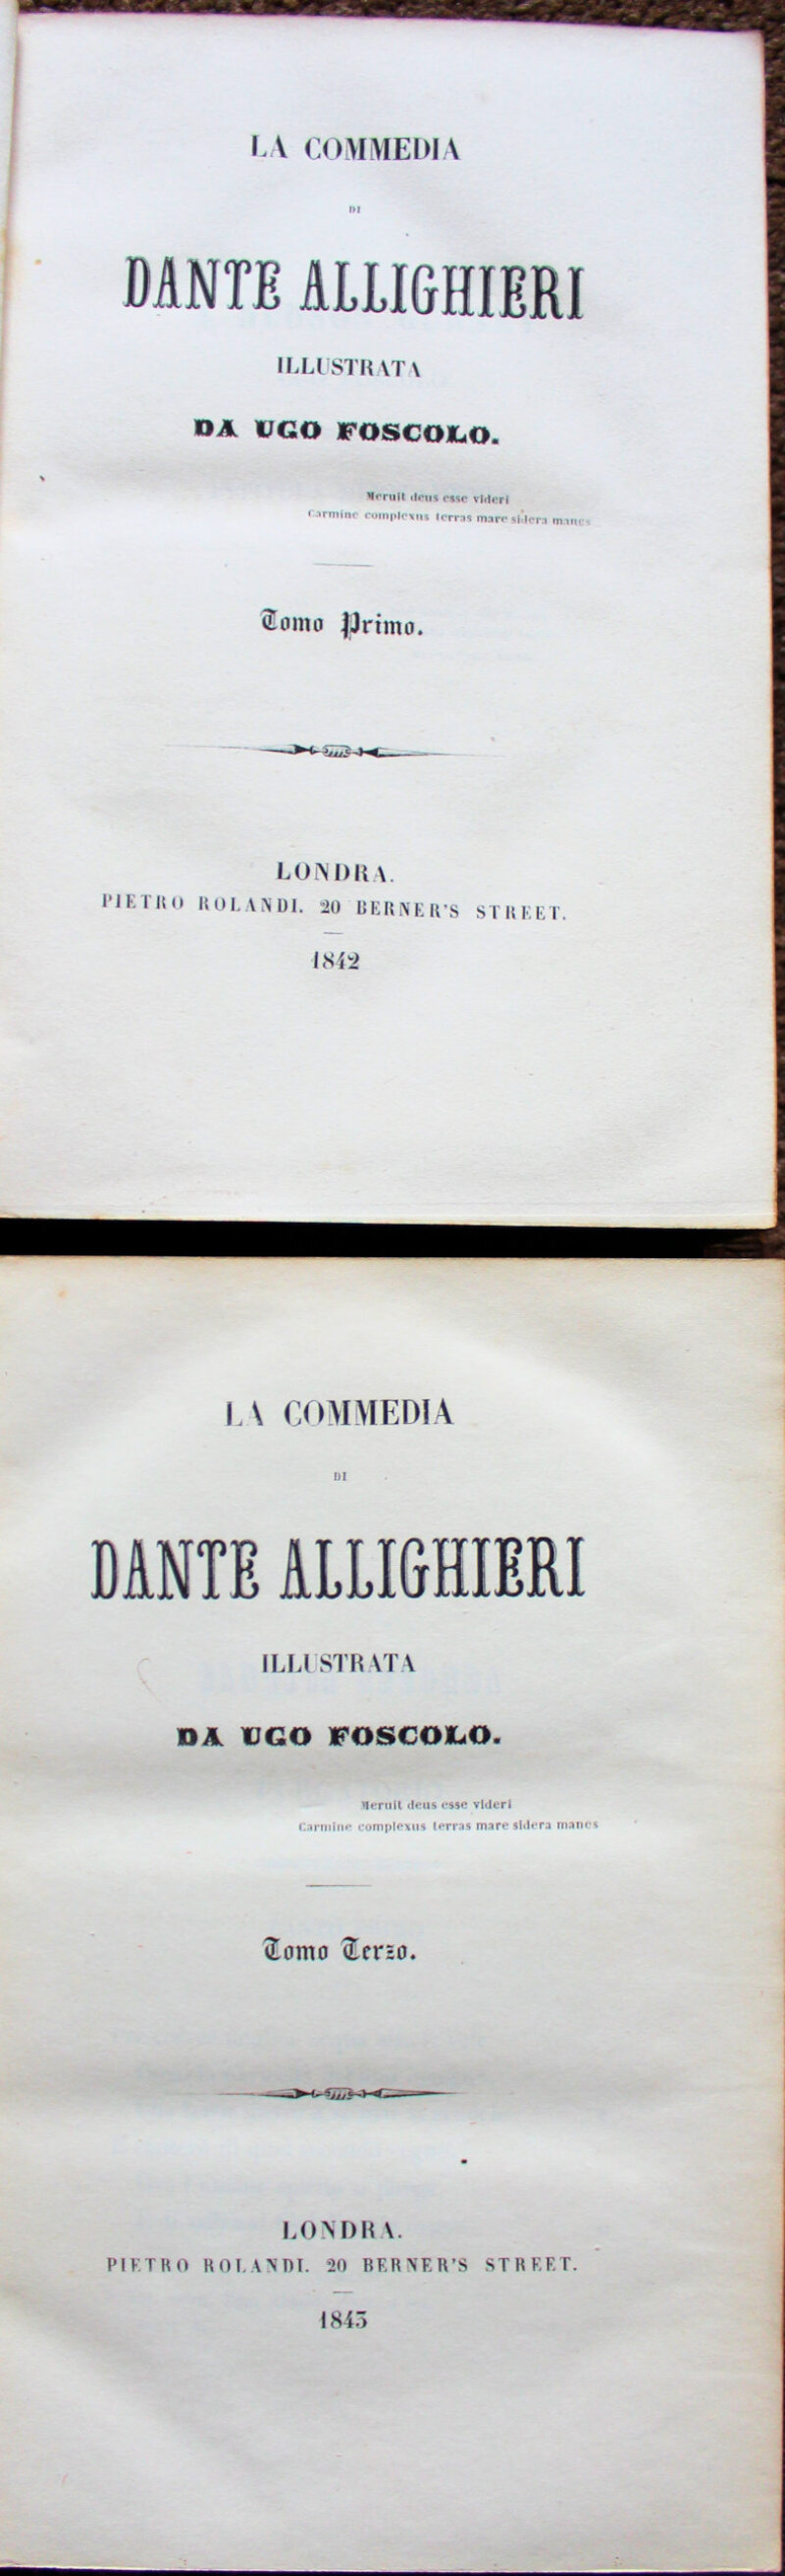 LA COMMEDIA
DI
DANTE ALLIGHIERI
ILLUSTRATA
DA UGO FOSCOLO.
Meruit deus esse videri
Carmine complexus terras mare sidera manes
Tomo Primo.
LONDRA.
PIETRO ROLANDI. 20 BERNER'S STREET.
1842
LA COMMEDIA
DI
DANTE ALLIGHIERI
ILLUSTRATA
DA UGO FOSCOLO.
Meruit deus esse videri
Carmine complexus terras mare sidera manes
Tomo Terzo.
LONDRA.
PIETRO ROLANDI. 20 BERNER'S STREET.
1843